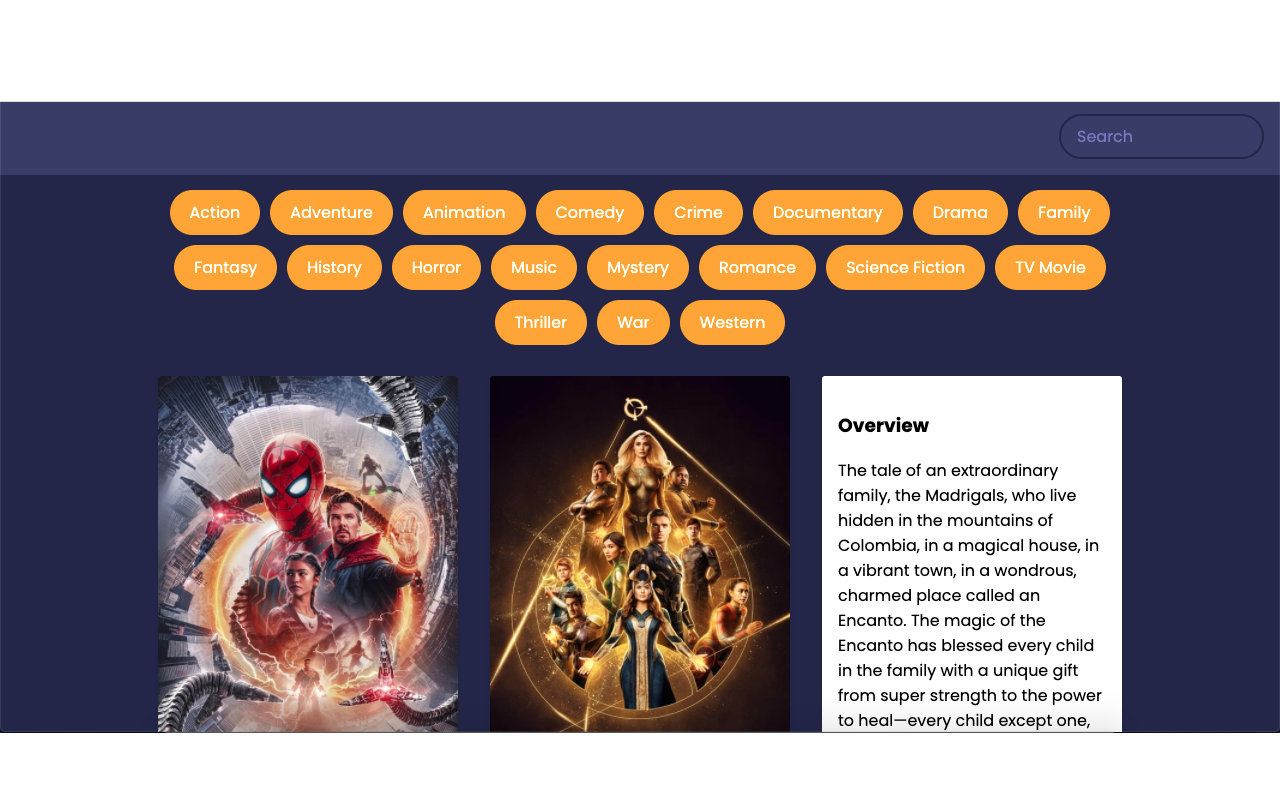 Search
Action Adventure Animation Comedy Crime Documentary Drama Family
Fantasy History Horror Music Mystery Romance Science Fiction TV Movie
Thriller War Western
Overview
The tale of an extraordinary
family, the Madrigals, who live
hidden in the mountains of
Colombia, in a magical house, in
a vibrant town, in a wondrous,
charmed place called an
Encanto. The magic of the
Encanto has blessed every child
in the family with a unique gift
from super strength to the power
to heal—every child except one,